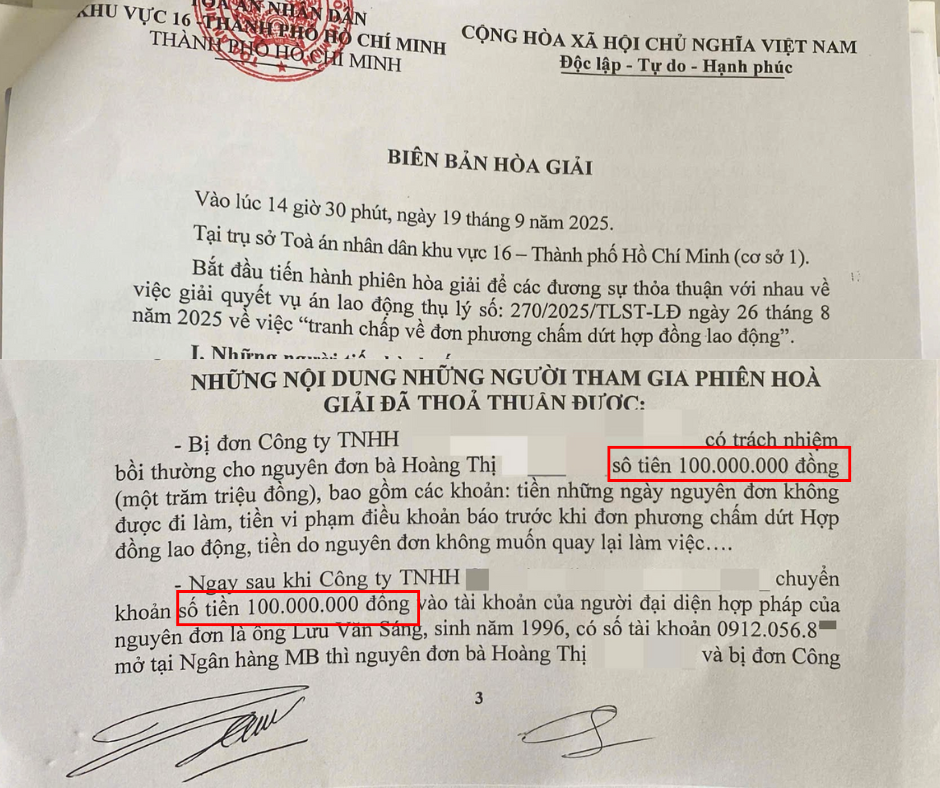 TOÀ ÁN NHÂN DÂN
KHU VỰC 16 -THÀNH PHỐ HỒ CHÍ MINH
THÀNH PHỐ HỒ CHÍ MINH
CỘNG HÒA XÃ HỘI CHỦ NGHĨA VIỆT NAM
Độc lập - Tự do - Hạnh phúc
BIÊN BẢN HÒA GIẢI
Vào lúc 14 giờ 30 phút, ngày 19 tháng 9 năm 2025.
Tại trụ sở Toà án nhân dân khu vực 16 – Thành phố Hồ Chí Minh (cơ sở 1).
Bắt đầu tiến hành phiên hòa giải để các đương sự thỏa thuận với nhau về
việc giải quyết vụ án lao động thụ lý số: 270/2025/TLST-LĐ ngày 26 tháng 8
năm 2025 về việc “tranh chấp về đơn phương chấm dứt hợp đồng lao động”.
I. Những người
NHỮNG NỘI DUNG NHỮNG NGƯỜI THAM GIA PHIÊN HOÀ
GIẢI ĐÃ THOẢ THUẬN ĐƯỢC:
- Bị đơn Công ty TNHH có trách nhiệm
bồi thường cho nguyên đơn bà Hoàng Thị số tiền 100.000.000 đồng
(một trăm triệu đồng), bao gồm các khoản: tiền những ngày nguyên đơn không
được đi làm, tiền vi phạm điều khoản báo trước khi đơn phương chấm dứt Hợp
đồng lao động, tiền do nguyên đơn không muốn quay lại làm việc….
- Ngay sau khi Công ty TNHH chuyển
khoản số tiền 100.000.000 đồng vào tài khoản của người đại diện hợp pháp của
nguyên đơn là ông Lưu Văn Sáng, sinh năm 1996, có số tài khoản 0912.056.8
mở tại Ngân hàng MB thì nguyên đơn bà Hoàng Thị và bị đơn Công
3